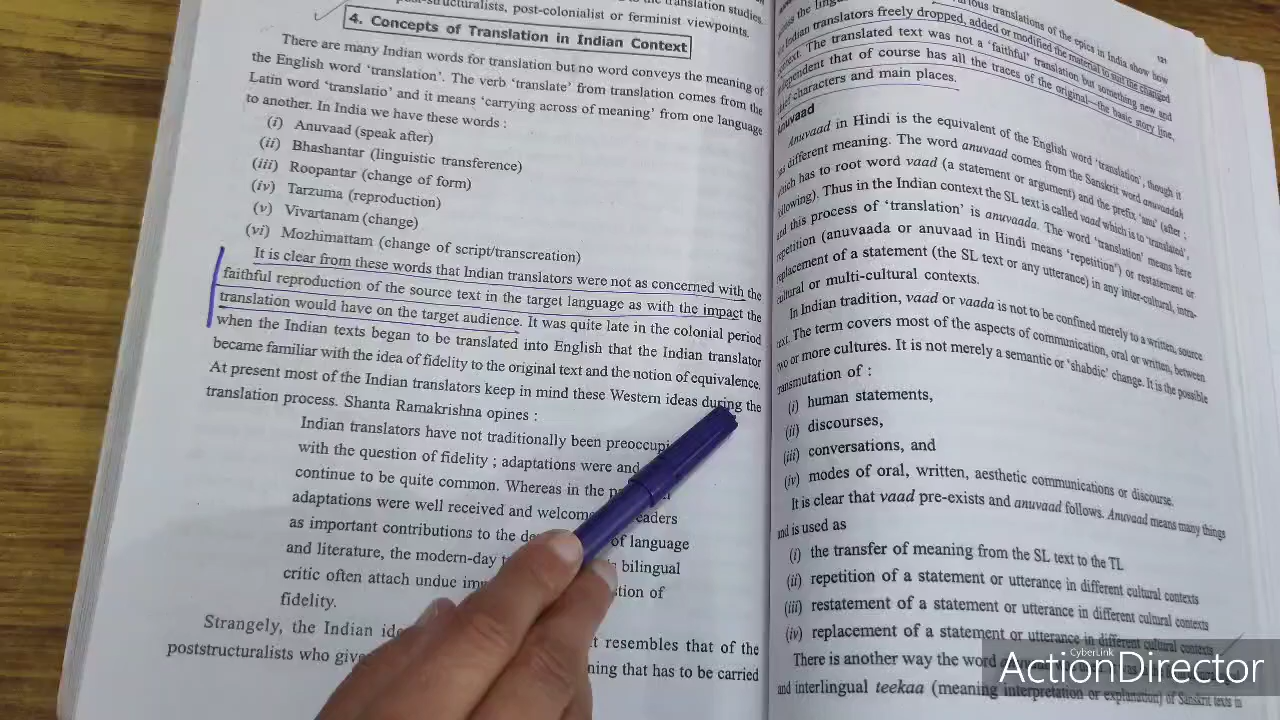 the translation studies.
post-structuralists, post-colonialist or ferminist viewpoints.
4. Concepts of Translation in Indian Context
There are many Indian words for translation but no word conveys the meaning of
the English word 'translation'. The verb 'translate' from translation comes from the
Latin word 'translatio' and it means 'carrying across of meaning' from one language
to another. In India we have these words :
(i) Anuvaad (speak after)
(ii) Bhashantar (linguistic transference)
(iii) Roopantar (change of form)
(iv) Tarzuma (reproduction)
(v) Vivartanam (change)
(vi) Mozhimattam (change of script/transcreation)
It is clear from these words that Indian translators were not as concerned with the
faithful reproduction of the source text in the target language as with the impact the
translation would have on the target audience. It was quite late in the colonial period
when the Indian texts began to be translated into English that the Indian translator
became familiar with the idea of fidelity to the original text and the notion of equivalence.
At present most of the Indian translators keep in mind these Western ideas during the
translation process. Shanta Ramakrishna opines :
Indian translators have not traditionally been
with the question of fidelity ; adaptations were and
continue to be quite common. Whereas in the
adaptations were well received and
as important contributions to the of language
and literature, the modern-day bilingual
critic often attach undue of
fidelity.
Strangely, the Indian resembles that of the
poststructuralists who that has to be carried
121
various translations of the epics in India show how
Indian translators freely dropped, added or modified the material to suit the changed
The translated text was not a 'faithful' translation but something new and
that of course has all the traces of the original—the basic story line,
characters and main places.
Anuvaad in Hindi is the equivalent of the English word 'translation', though it
different meaning. The word anuvaad comes from the Sanskrit word anuvadah
which has to root word vaad (a statement or argument) and the prefix 'anu' (after ;
following). Thus in the Indian context the SL text is called vaad which is to 'translated',
and this process of 'translation' is anuvaada. The word 'translation' means here
repetition (anuvaada or anuvaad in Hindi means 'repetition') or restatement or
replacement of a statement (the SL text or any utterance) in any inter-cultural, intra-
cultural or multi-cultural contexts.
In Indian tradition, vaad or vaada is not to be confined merely to a written, source
text. The term covers most of the aspects of communication, oral or written, between
two or more cultures. It is not merely a semantic or 'shabdic' change. It is the possible
transmutation of :
(i) human statements,
(ii) discourses,
(iii) conversations, and
(iv) modes of oral, written, aesthetic communications or discourse.
It is clear that vaad pre-exists and anuvaad follows. Anuvaad means many things
and is used as
(i) the transfer of meaning from the SL text to the TL
(ii) repetition of a statement or utterance in different cultural contexts
(iii) restatement of a statement or utterance in different cultural contexts
(iv) replacement of a statement or utterance in different cultural contexts
There is another way the word
and interlingual teekaa (meaning interpretation or explanation) of Sanskrit texts in
CyberLink
ActionDirector